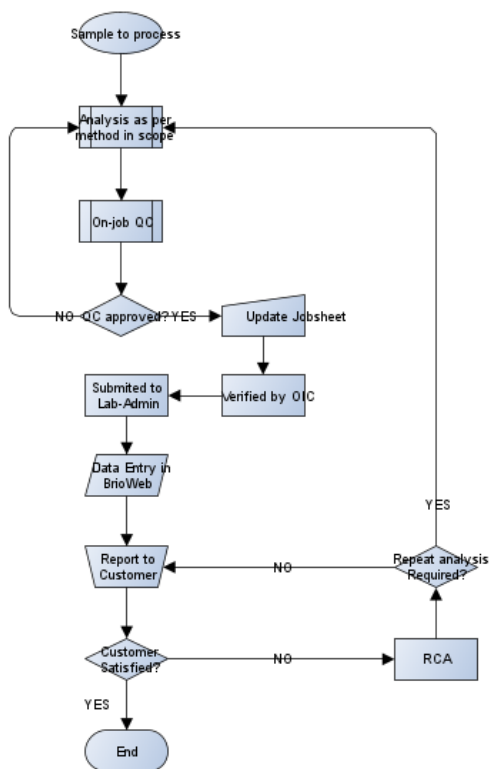 Sample to process
Analysis as per
method in scope
On-job QC
NO
QC approved?
YES
Update Jobsheet
Submited to
Lab-Admin
Verified by OIC
Data Entry in
BrioWeb
YES
Report to
Customer
NO
Repeat analysis
Required?
Customer
Satisfied?
NO
RCA
YES
End